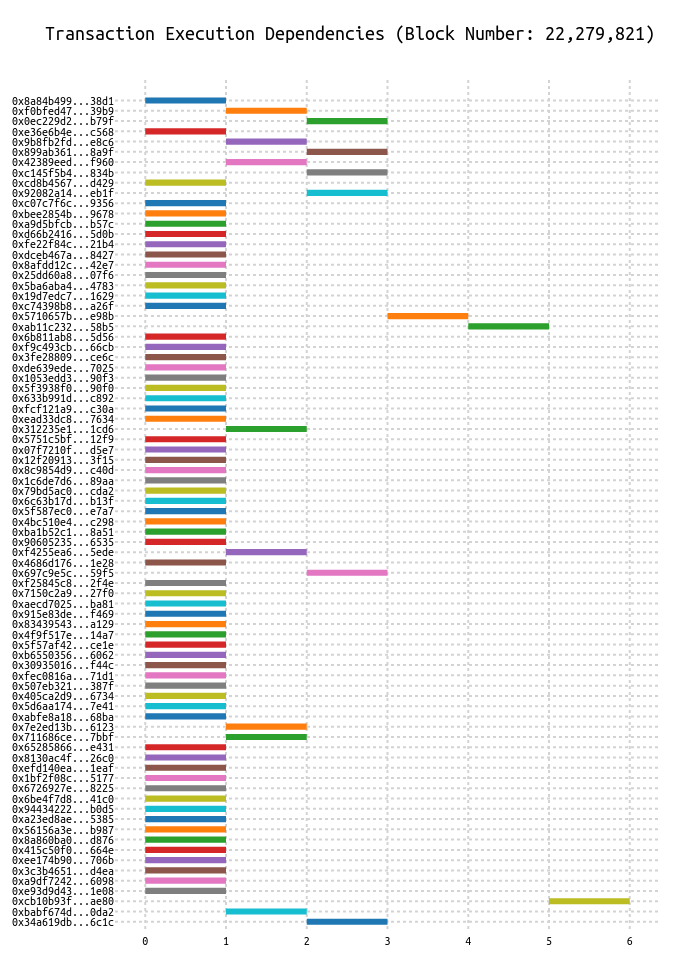 Transaction Execution Dependencies (Block Number: 22,279,821)
0x8a84b499...38d1
0xf0bfed47...39b9
0x0ec229d2...b79f
0xe36e6b4e...c568
0x9b8fb2fd...e8c6
0x899ab361...8a9f
0x42389eed...f960
0xc145f5b4...834b
0xcd8b4567...d429
0x92082a14...eb1f
0xc07c7f6c...9356
0xbee2854b...9678
0xa9d5bfcb...b57c
0xd66b2416...5d0b
0xfe22f84c...21b4
0xdceb467a...8427
0x8afdd12c...42e7
0x25dd60a8...07f6
0x5ba6aba4...4783
0x19d7edc7...1629
0xc74398b8...a26f
0x5710657b...e98b
0xab11c232...58b5
0x6b811ab8...5d56
0xf9c493cb...66cb
0x3fe28809...ce6c
0xde639ede...7025
0x1053edd3...90f3
0x5f3938f0...90f0
0x633b991d...c892
0xfcf121a9...c30a
0xead33dc8...7634
0x312235e1...1cd6
0x5751c5bf...12f9
0x07f7210f...d5e7
0x12f20913...3f15
0x8c9854d9...c40d
0x1c6de7d6...89aa
0x79bd5ac0...cda2
0x6c63b17d...b13f
0x5f587ec0...e7a7
0x4bc510e4...c298
0xba1b52c1...8a51
0x90605235...6535
0xf4255ea6...5ede
0x4686d176...1e28
0x697c9e5c...59f5
0xf25845c8...2f4e
0x7150c2a9...27f0
0xaecd7025...ba81
0x915e83de...f469
0x83439543...a129
0x4f9f517e...14a7
0x5f57af42...ce1e
0xb6550356...6062
0x30935016...f44c
0xfec0816a...71d1
0x507eb321...387f
0x405ca2d9...6734
0x5d6aa174...7e41
0xabfe8a18...68ba
0x7e2ed13b...6123
0x711686ce...7bbf
0x65285866...e431
0x8130ac4f...26c0
0xefd140ea...1eaf
0x1bf2f08c...5177
0x6726927e...8225
0x6be4f7d8...41c0
0x94434222...b0d5
0xa23ed8ae...5385
0x56156a3e...b987
0x8a860ba0...d876
0x415c50f0...664e
0xee174b90...706b
0x3c3b4651...d4ea
0xa9df7242...6098
0xe93d9d43...1e08
0xcb10b93f...ae80
0xbabf674d...0da2
0x34a619db...6c1c
0 1 2 3 4 5 6